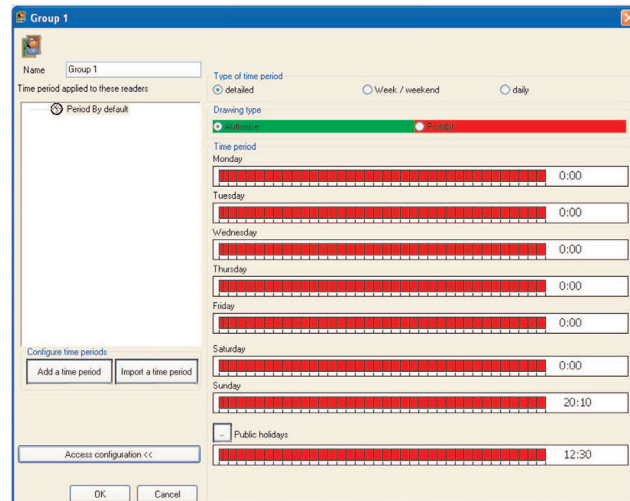 Group 1
Name Group 1
Time period applied to these readers
Period By default
Type of time period
detailed Week / weekend daily
Drawing type
Authorize Prohibit
Time period
Monday
0:00
Tuesday
0:00
Wednesday
0:00
Thursday
0:00
Friday
0:00
Saturday
0:00
Sunday
20:10
.. Public holidays
12:30
Configure time periods
Add a time period Import a time period
Access configuration <<
OK Cancel